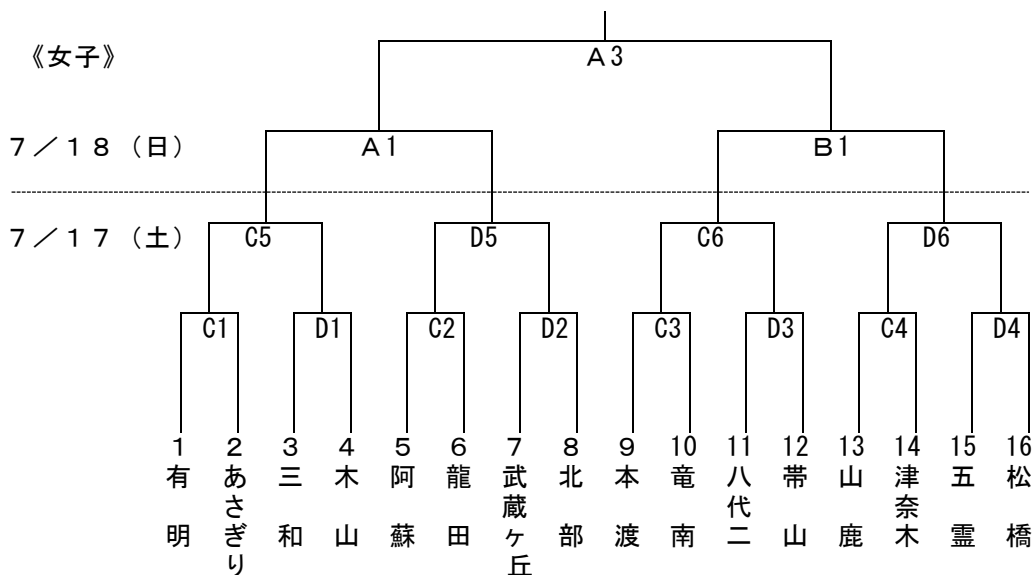 《女子》
A3
7／18（日）
A1
B1
7／17（土）
C5
D5
C6
D6
C1
D1
C2
D2
C3
D3
C4
D4
1 2 3 4 5 6 7 8 9 10 11 12 13 14 15 16
有明
あさぎり
三和
木山
阿蘇
龍田
武蔵ヶ丘
北部
本渡
竜南
八代二
帯山
山鹿
津奈木
五霊
松橋